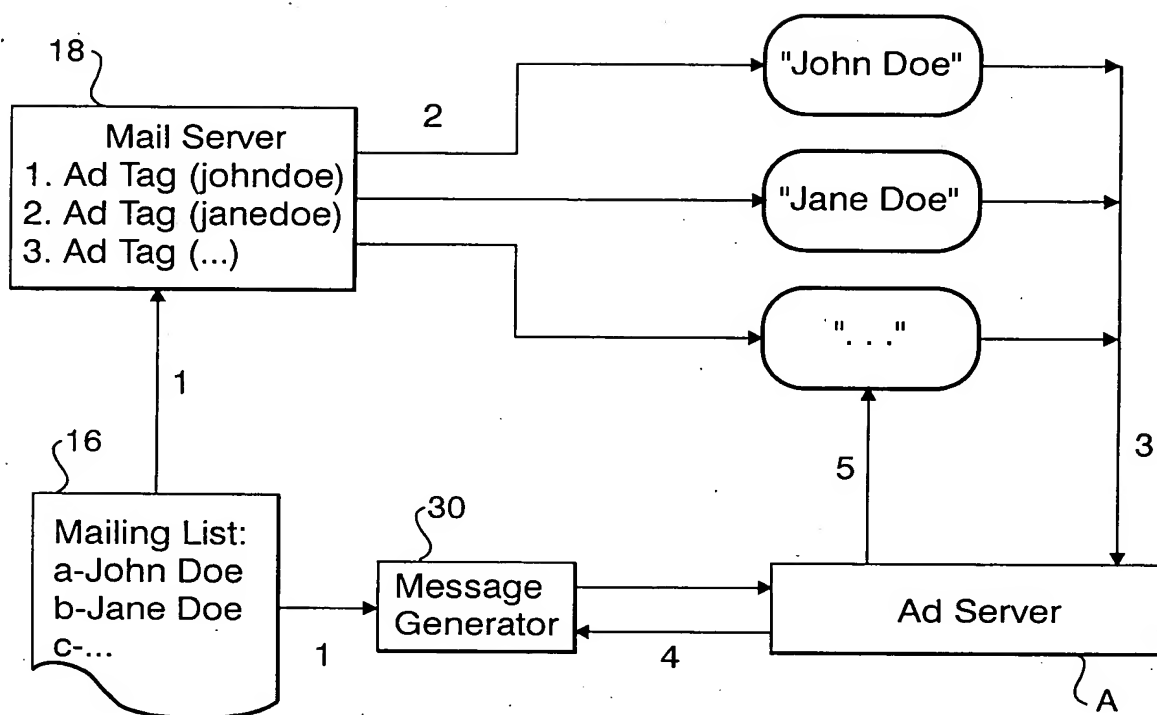 18
Mail Server
1. Ad Tag (johndoe)
2. Ad Tag (janedoe)
3. Ad Tag (...)
2
"John Doe"
"Jane Doe"
". . ."
1
3
5
16
Mailing List:
a-John Doe
b-Jane Doe
c-...
1
30
Message
Generator
4
Ad Server
A